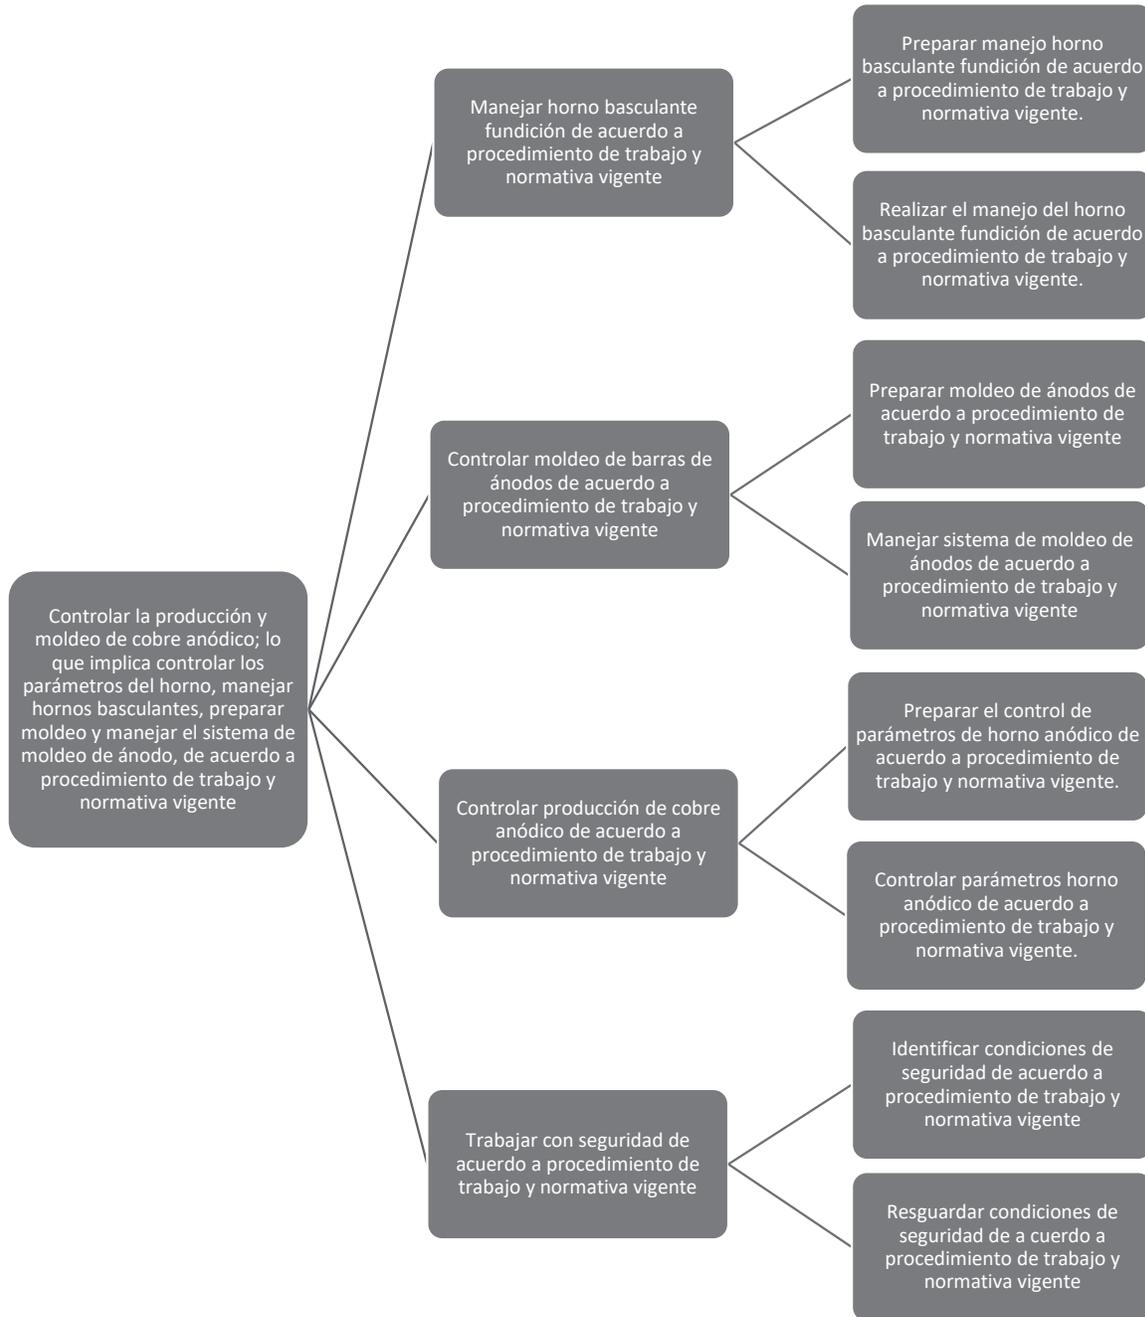 Controlar la producción y
moldeo de cobre anódico; lo
que implica controlar los
parámetros del horno, manejar
hornos basculantes, preparar
moldeo y manejar el sistema de
moldeo de ánodo, de acuerdo a
procedimiento de trabajo y
normativa vigente
Manejar horno basculante
fundición de acuerdo a
procedimiento de trabajo y
normativa vigente
Preparar manejo horno
basculante fundición de acuerdo
a procedimiento de trabajo y
normativa vigente.
Realizar el manejo del horno
basculante fundición de acuerdo
a procedimiento de trabajo y
normativa vigente.
Controlar moldeo de barras de
ánodos de acuerdo a
procedimiento de trabajo y
normativa vigente
Preparar moldeo de ánodos de
acuerdo a procedimiento de
trabajo y normativa vigente
Manejar sistema de moldeo de
ánodos de acuerdo a
procedimiento de trabajo y
normativa vigente
Controlar producción de cobre
anódico de acuerdo a
procedimiento de trabajo y
normativa vigente
Preparar el control de
parámetros de horno anódico de
acuerdo a procedimiento de
trabajo y normativa vigente.
Controlar parámetros horno
anódico de acuerdo a
procedimiento de trabajo y
normativa vigente.
Trabajar con seguridad de
acuerdo a procedimiento de
trabajo y normativa vigente
Identificar condiciones de
seguridad de acuerdo a
procedimiento de trabajo y
normativa vigente
Resguardar condiciones de
seguridad de a cuerdo a
procedimiento de trabajo y
normativa vigente